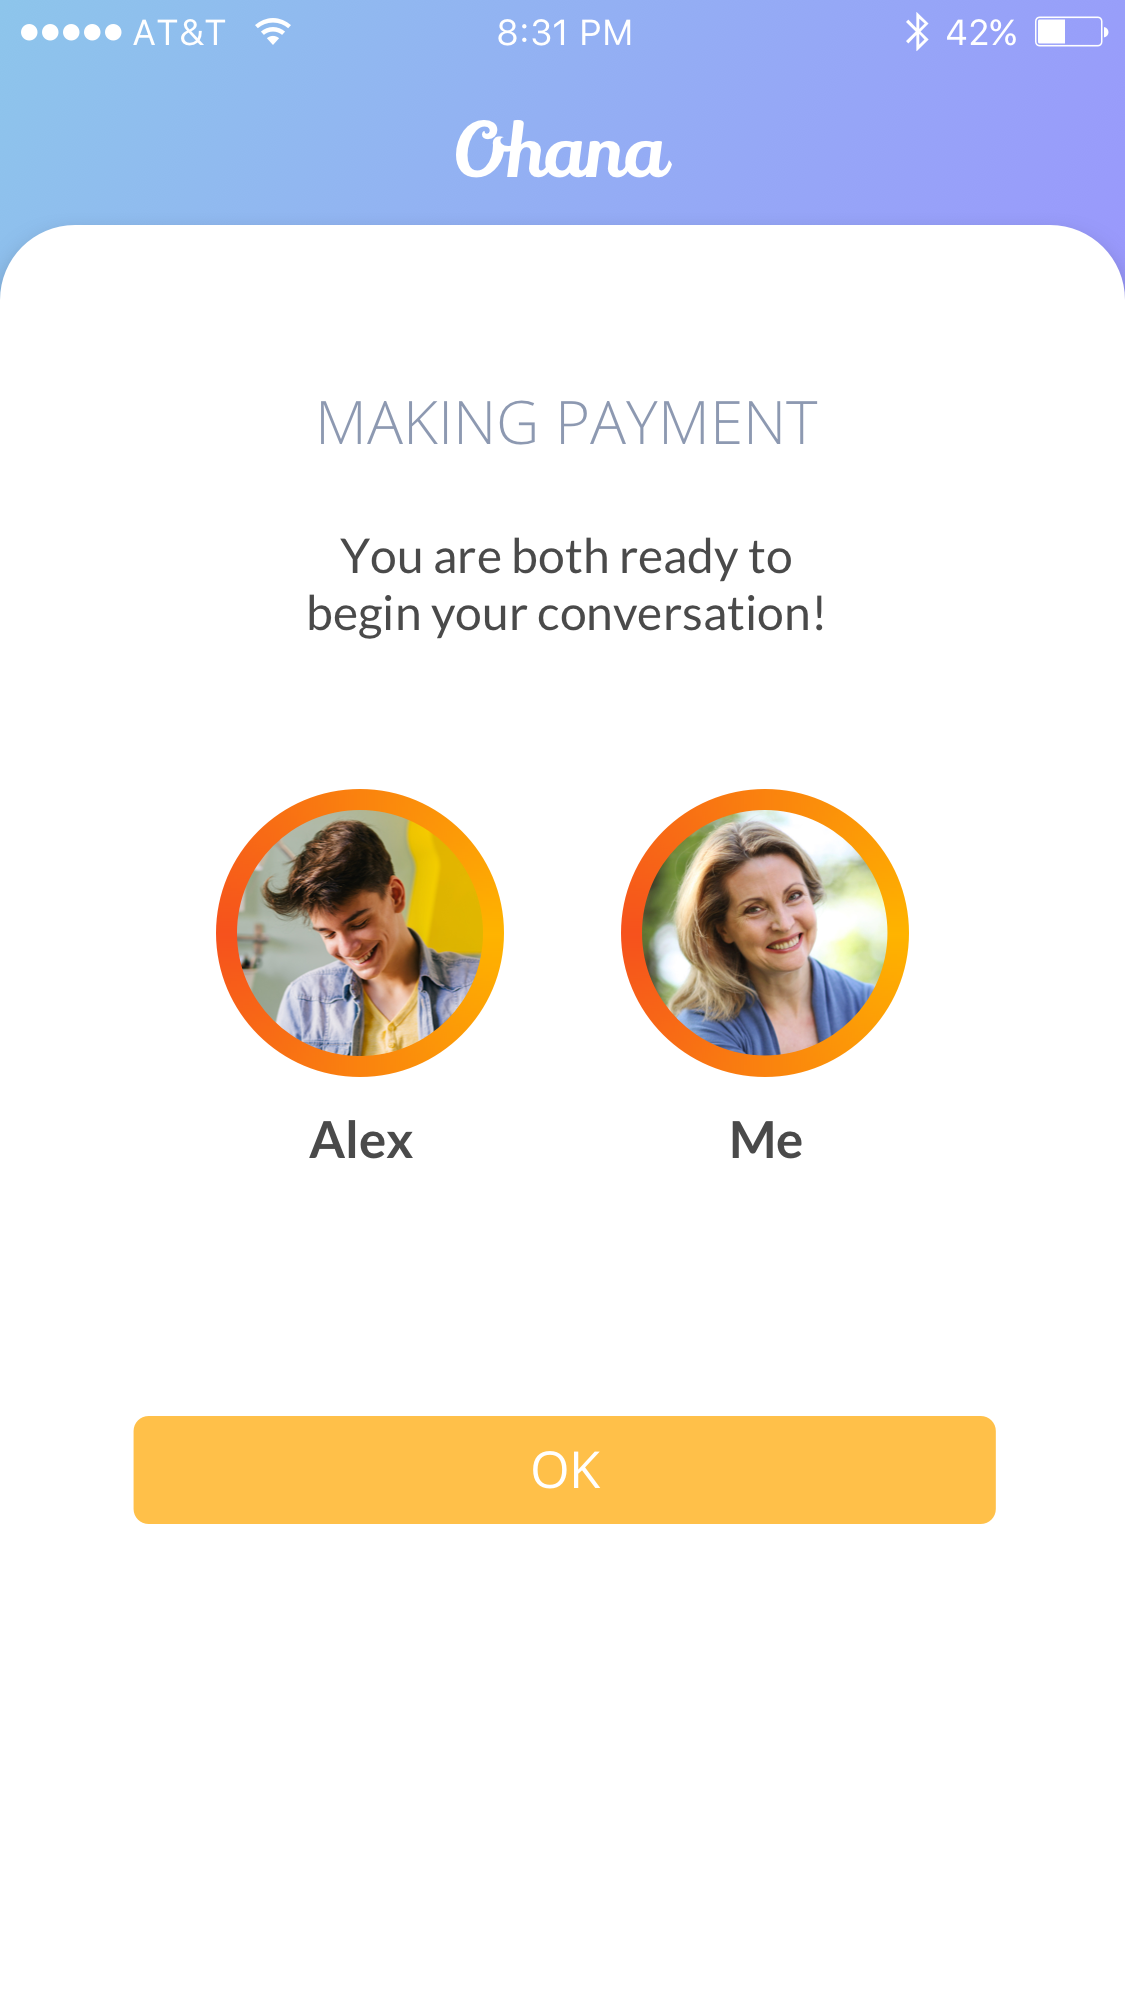 AT&T 8:31 PM 42%
Ohana
MAKING PAYMENT
You are both ready to
begin your conversation!
Alex Me
OK